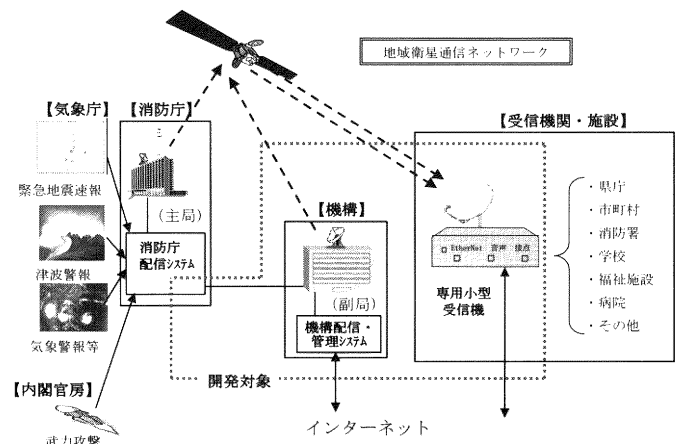 地域衛星通信ネットワーク
【気象庁】
【消防庁】
【受信機関・施設】
緊急地震速報
(主局)
消防庁
配信システム
津波警報
気象警報等
【機構】
(副局)
機構配信・
管理システム
EtherNet 音声 接点
専用小型
受信機
・県庁
・市町村
・消防署
・学校
・福祉施設
・病院
・その他
開発対象
【内閣官房】
武力攻撃
インターネット